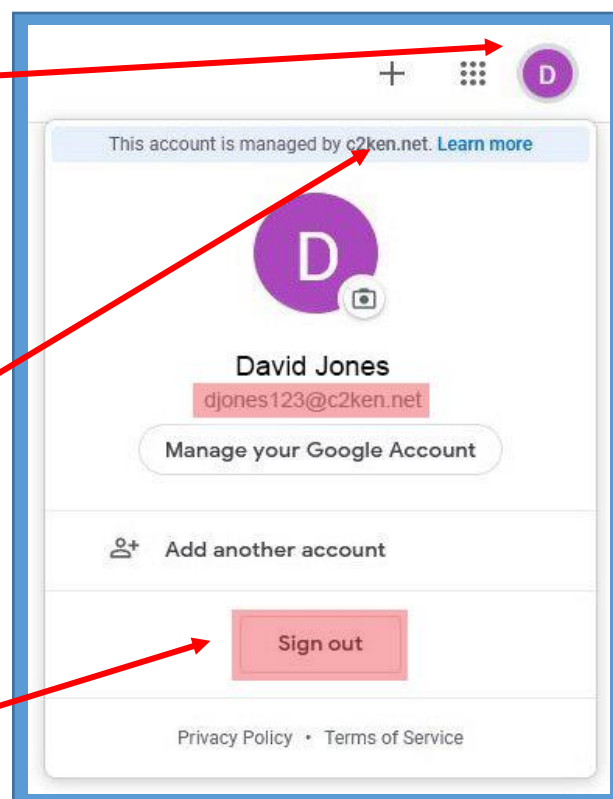 D
This account is managed by c2ken.net. Learn more
D
David Jones
djones123@c2ken.net
Manage your Google Account
Add another account
Sign out
Privacy Policy • Terms of Service